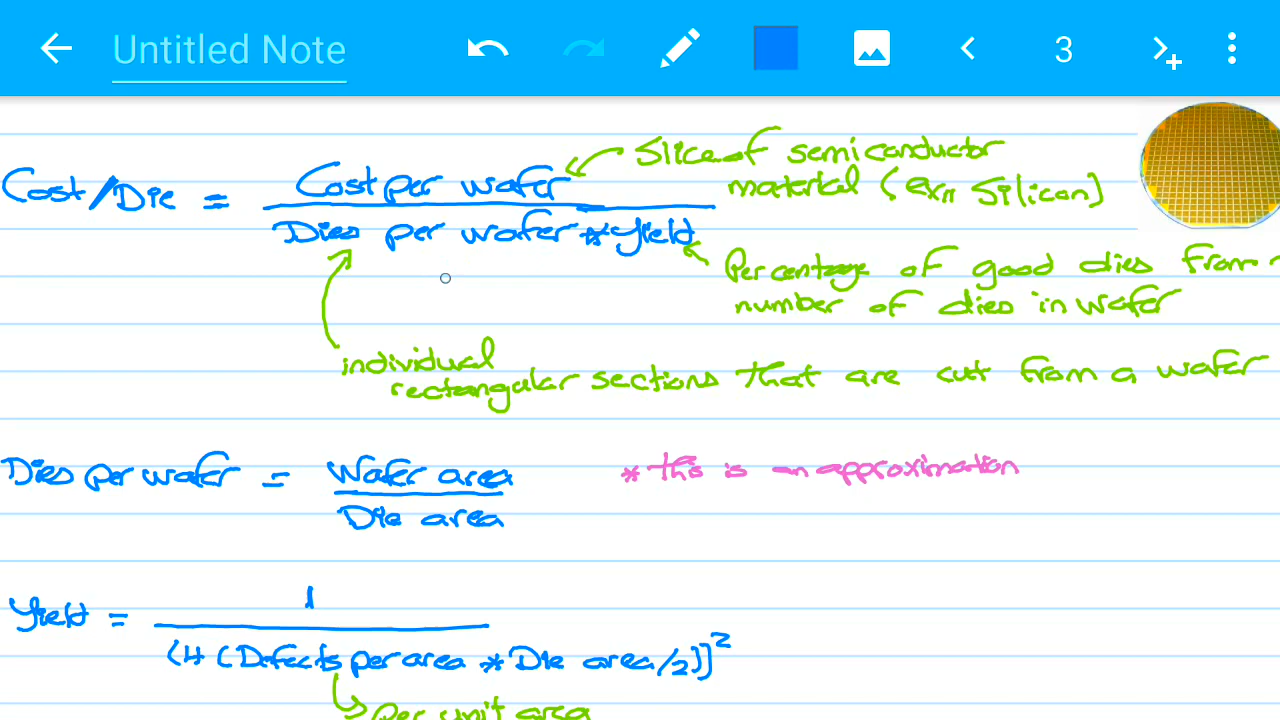 Untitled Note
3
Slice of semiconductor
Cost/Die = Cost per wafer / Dies per wafer * Yield
material (ex,, Silicon)
Percentage of good dies from
number of dies in wafer
individual
rectangular sections that are cut from a wafer
Dies per wafer = Wafer area / Die area
* this is an approximation
Yield = 1 / (1+(Defects per area * Die area/2))²
per unit area